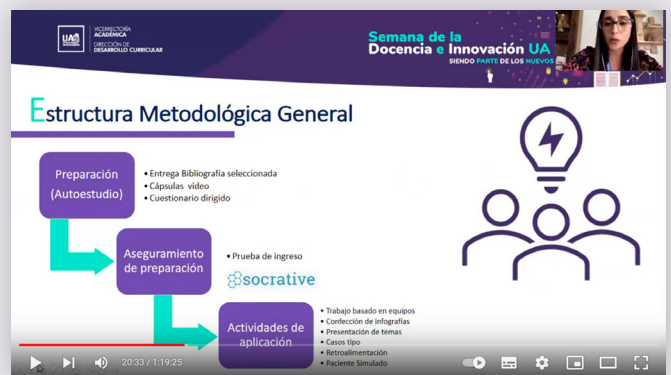 UA
VICERRECTORÍA
ACADÉMICA
DIRECCIÓN DE
DESARROLLO CURRICULAR
Semana de la
Docencia e Innovación UA
SIENDO PARTE DE LOS NUEVOS
Estructura Metodológica General
Preparación
(Autoestudio)
• Entrega Bibliografía seleccionada
• Cápsulas vídeo
• Cuestionario dirigido
Aseguramiento
de preparación
• Prueba de ingreso
socrative
Actividades de
aplicación
• Trabajo basado en equipos
• Confección de infografías
• Presentación de temas
• Casos tipo
• Retroalimentación
• Paciente Simulado
20:33 / 1:19:25